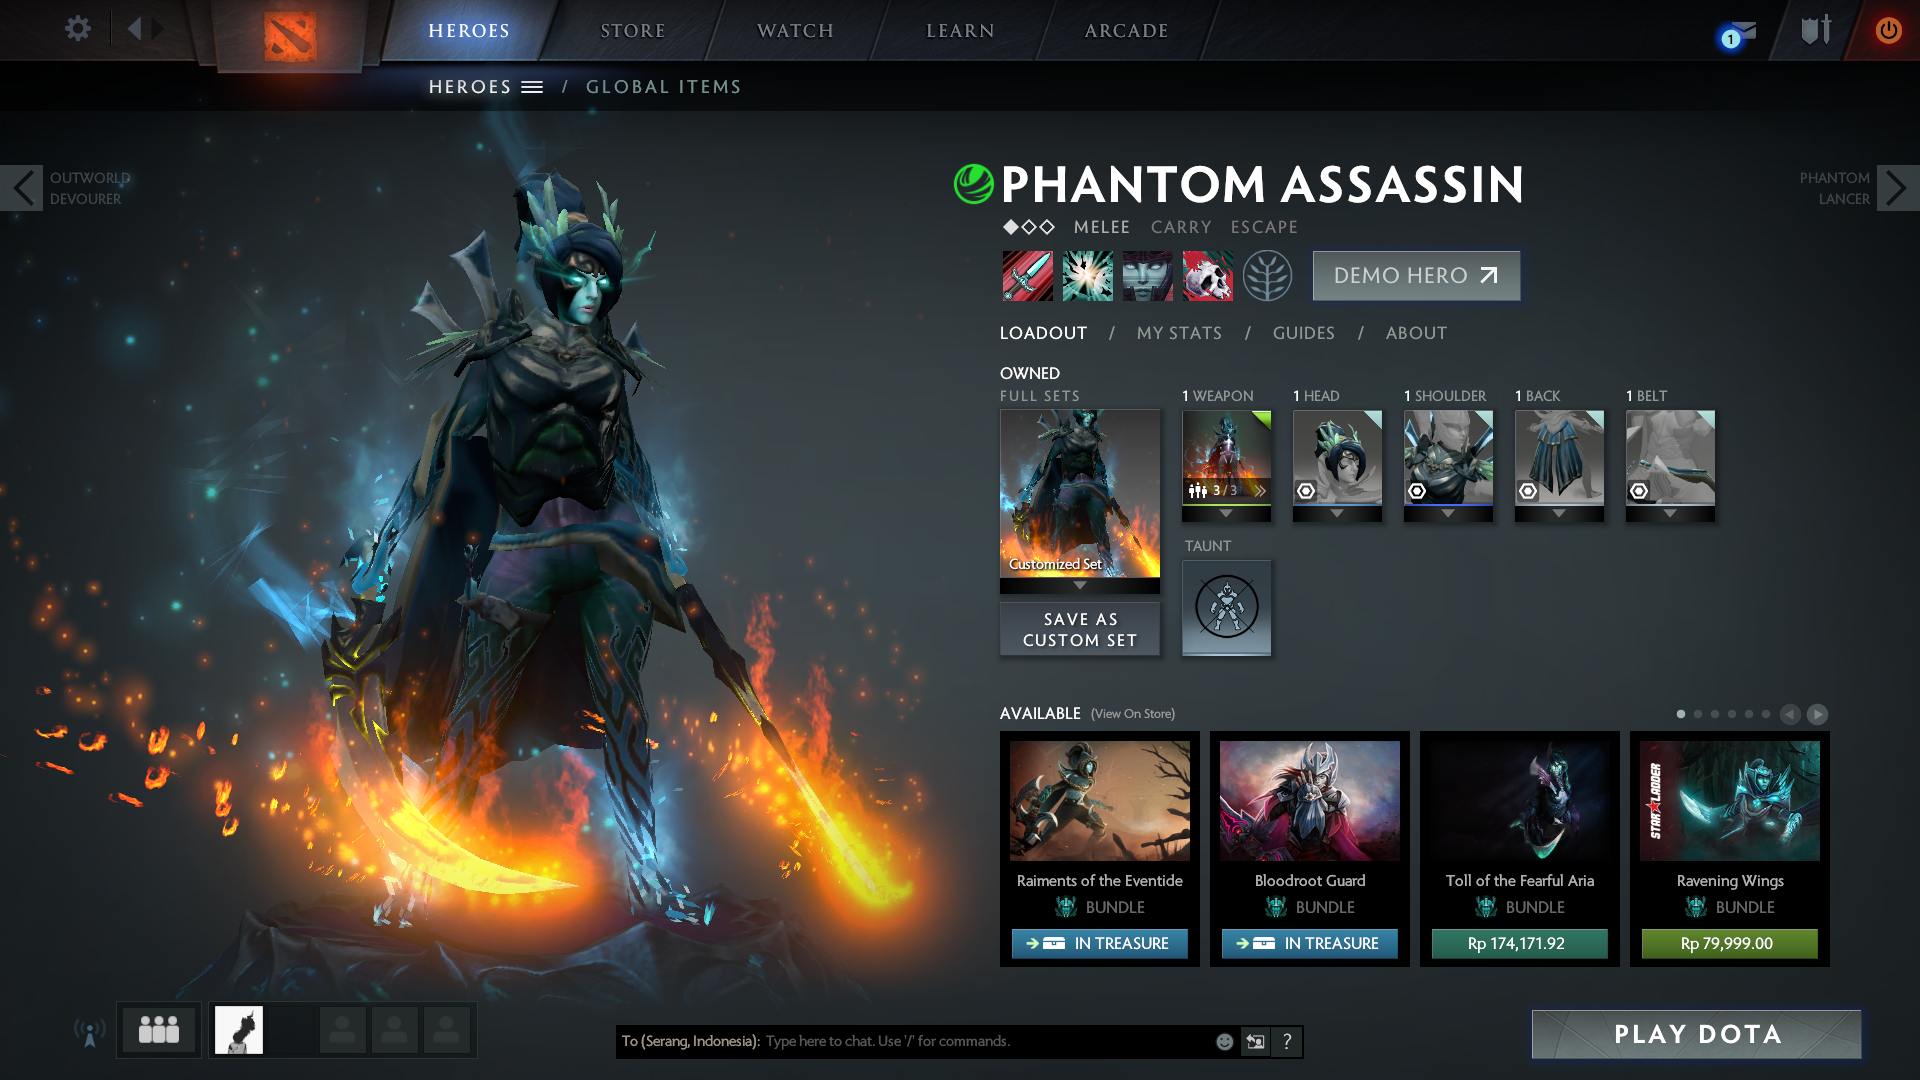 HEROES
STORE
WATCH
LEARN
ARCADE
1
HEROES / GLOBAL ITEMS
OUTWORLD
DEVOURER
PHANTOM
LANCER
PHANTOM ASSASSIN
MELEE CARRY ESCAPE
DEMO HERO
LOADOUT / MY STATS / GUIDES / ABOUT
OWNED
FULL SETS
1 WEAPON
1 HEAD
1 SHOULDER
1 BACK
1 BELT
3/3
Customized Set
TAUNT
SAVE AS
CUSTOM SET
AVAILABLE (View On Store)
STAR LADDER
Raiments of the Eventide
BUNDLE
IN TREASURE
Bloodroot Guard
BUNDLE
IN TREASURE
Toll of the Fearful Aria
BUNDLE
Rp 174,171.92
Ravening Wings
BUNDLE
Rp 79,999.00
To (Serang, Indonesia): Type here to chat. Use '/' for commands.
?
PLAY DOTA